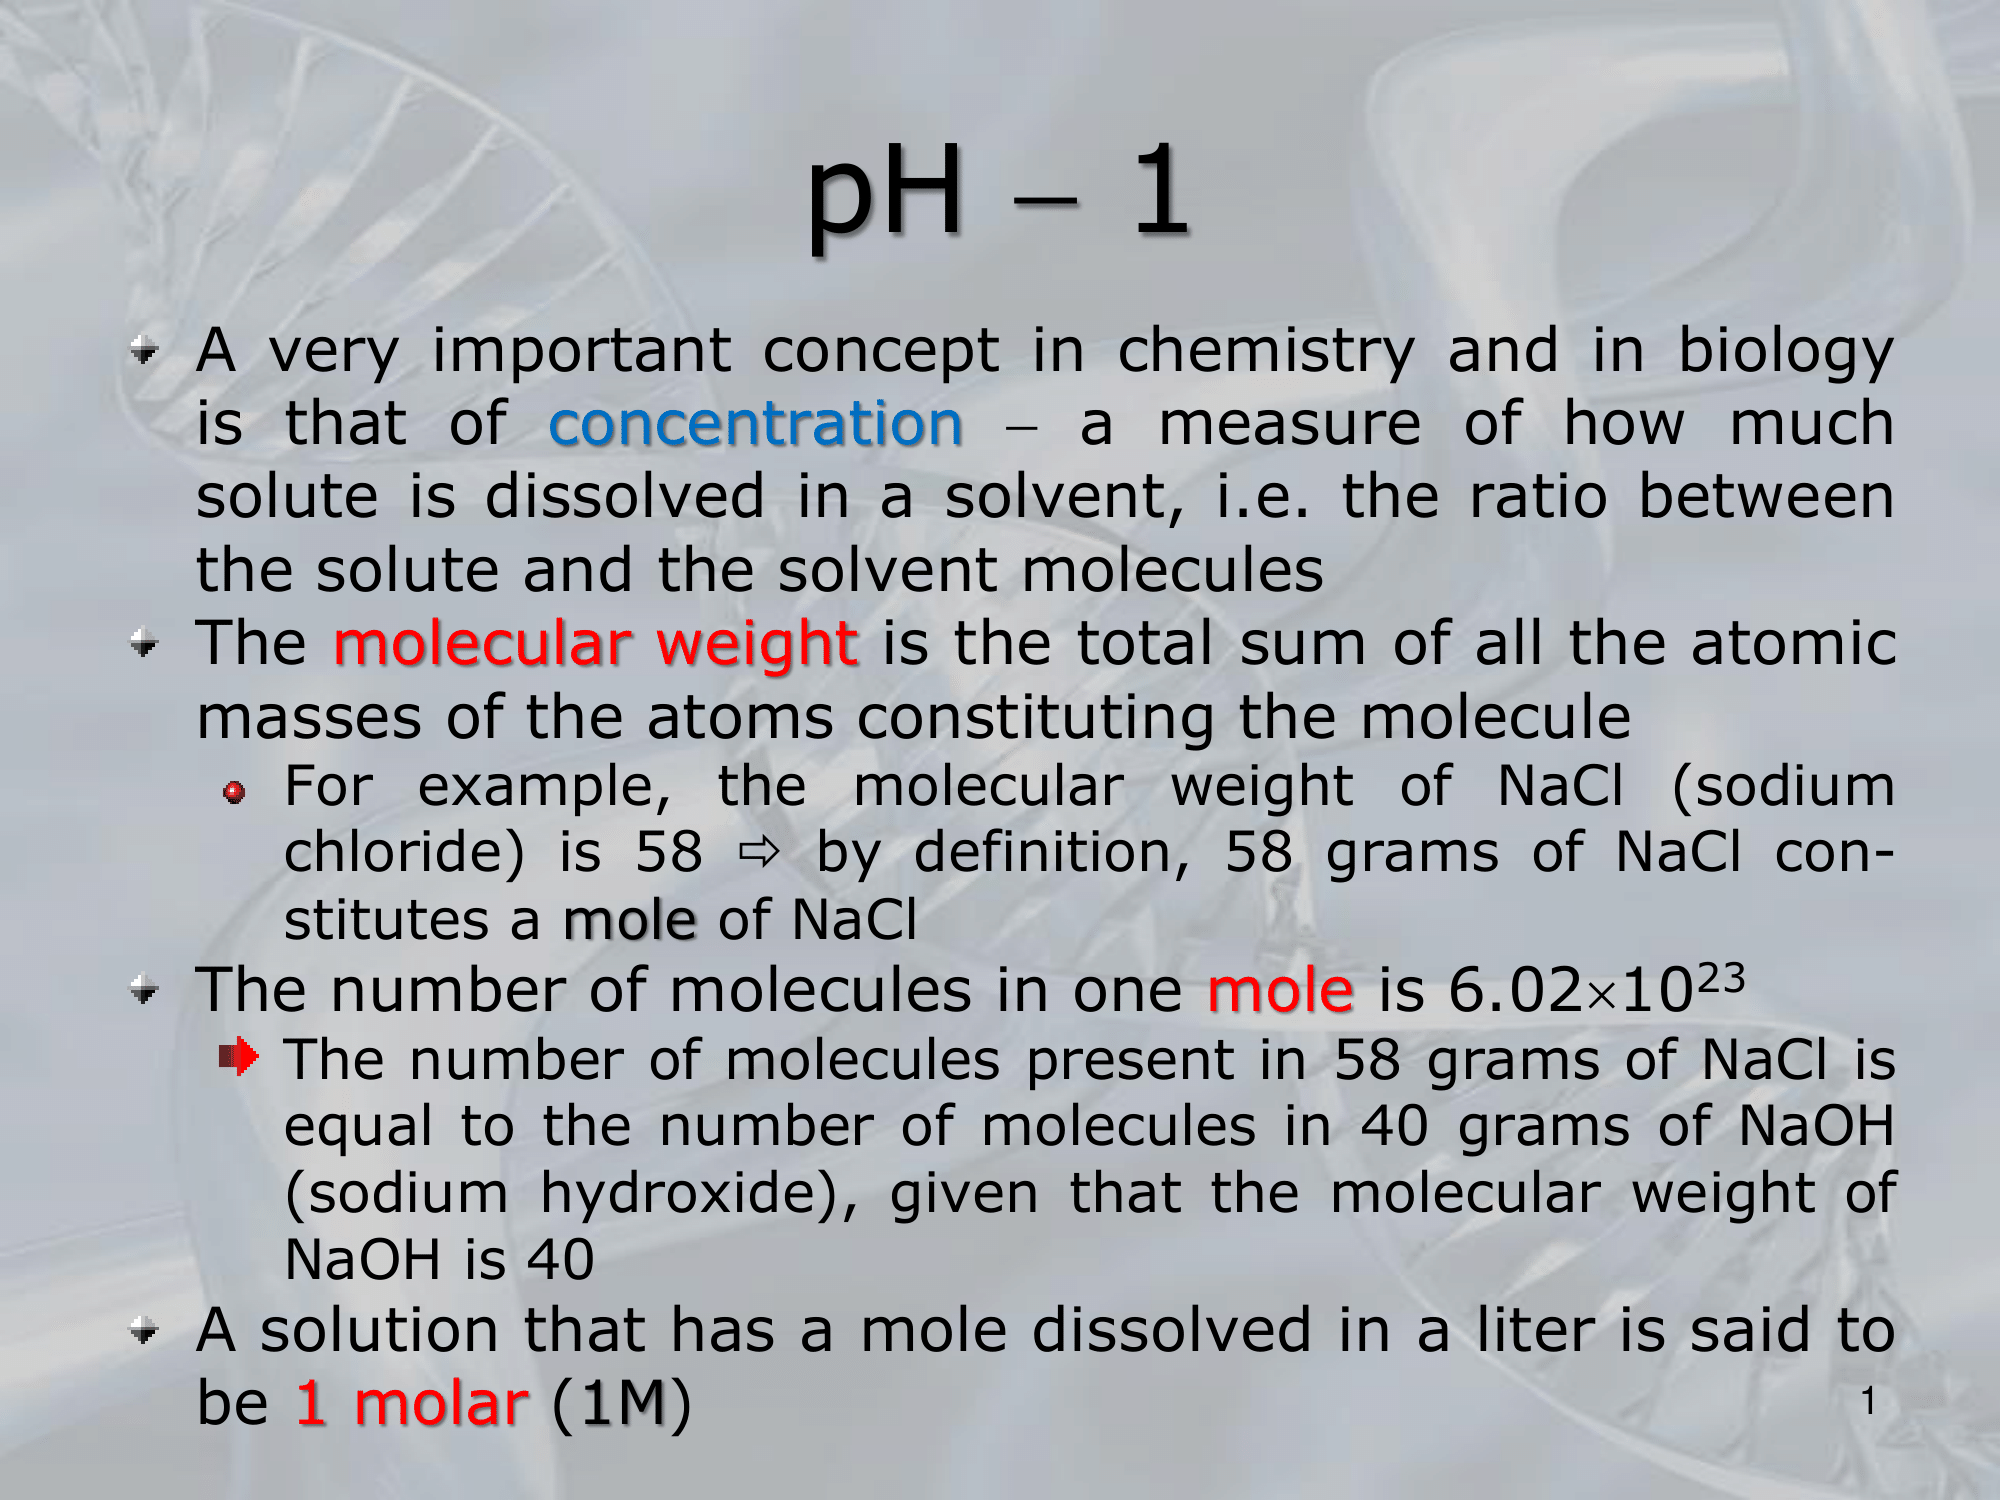 pH – 1
A very important concept in chemistry and in biology
is that of concentration – a measure of how much
solute is dissolved in a solvent, i.e. the ratio between
the solute and the solvent molecules
The molecular weight is the total sum of all the atomic
masses of the atoms constituting the molecule
For example, the molecular weight of NaCl (sodium
chloride) is 58 ⇨ by definition, 58 grams of NaCl con-
stitutes a mole of NaCl
The number of molecules in one mole is 6.02×10²³
The number of molecules present in 58 grams of NaCl is
equal to the number of molecules in 40 grams of NaOH
(sodium hydroxide), given that the molecular weight of
NaOH is 40
A solution that has a mole dissolved in a liter is said to
be 1 molar (1M)
1